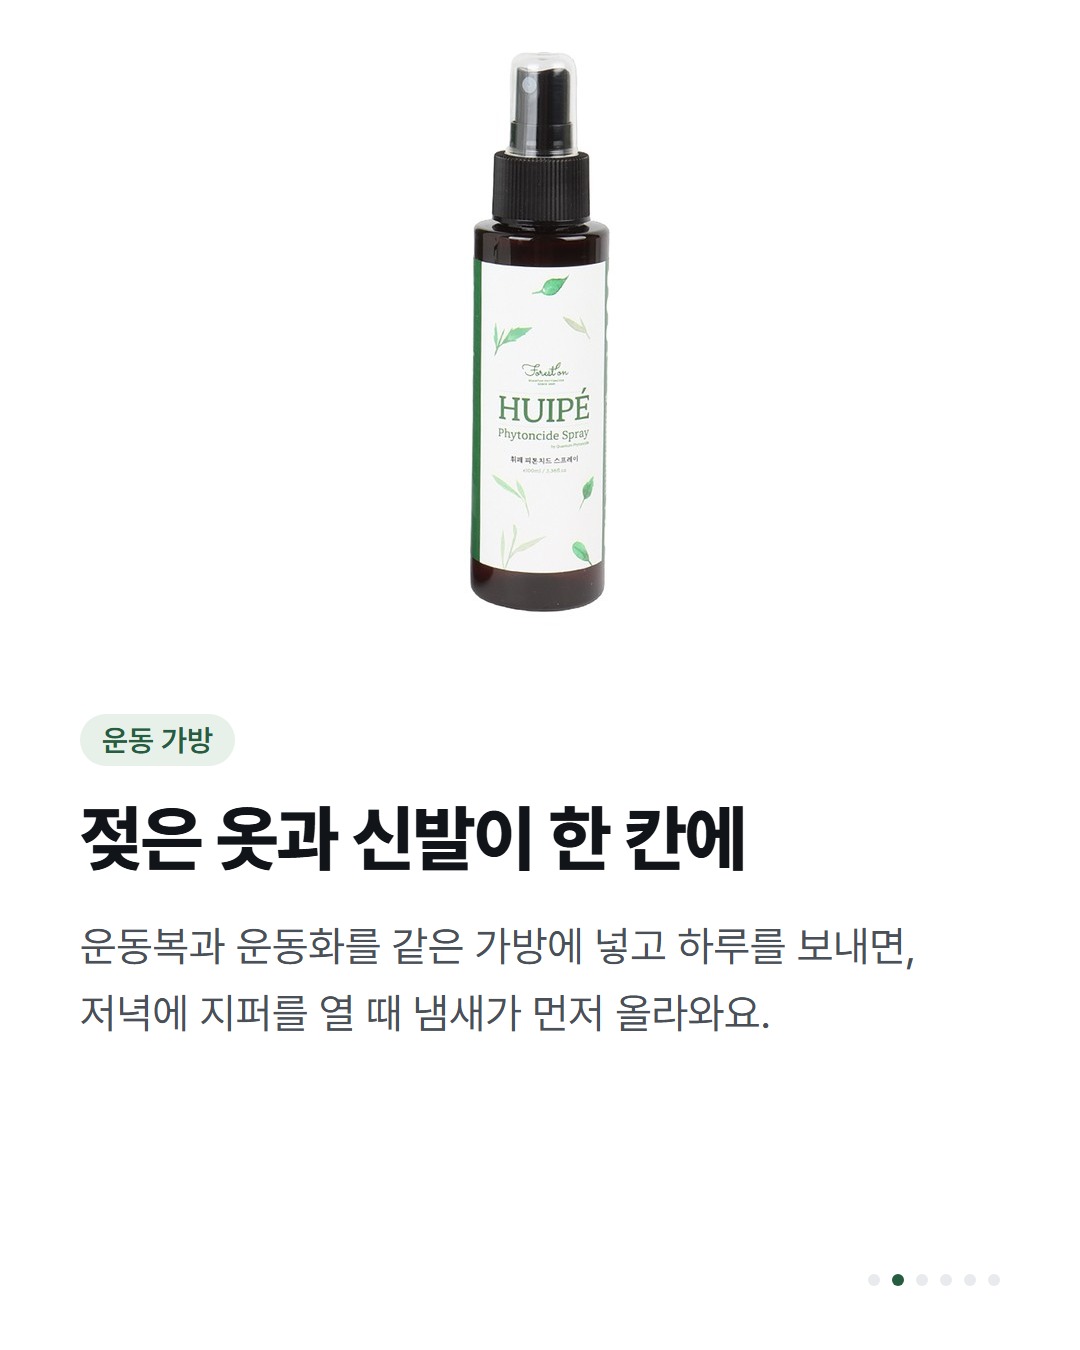 Forest'on
HUIPÉ
Phytoncide Spray
휘페 피톤치드 스프레이
운동 가방
젖은 옷과 신발이 한 칸에
운동복과 운동화를 같은 가방에 넣고 하루를 보내면,
저녁에 지퍼를 열 때 냄새가 먼저 올라와요.